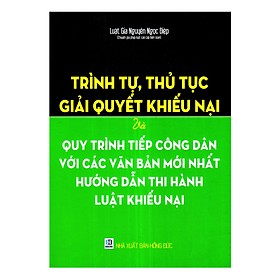 Luật Gia Nguyễn Ngọc Điệp
TRÌNH TỰ, THỦ TỤC
GIẢI QUYẾT KHIẾU NẠI
Và
QUY TRÌNH TIẾP CÔNG DÂN
VỚI CÁC VĂN BẢN MỚI NHẤT
HƯỚNG DẪN THI HÀNH
LUẬT KHIẾU NẠI
NHÀ XUẤT BẢN HỒNG ĐỨC